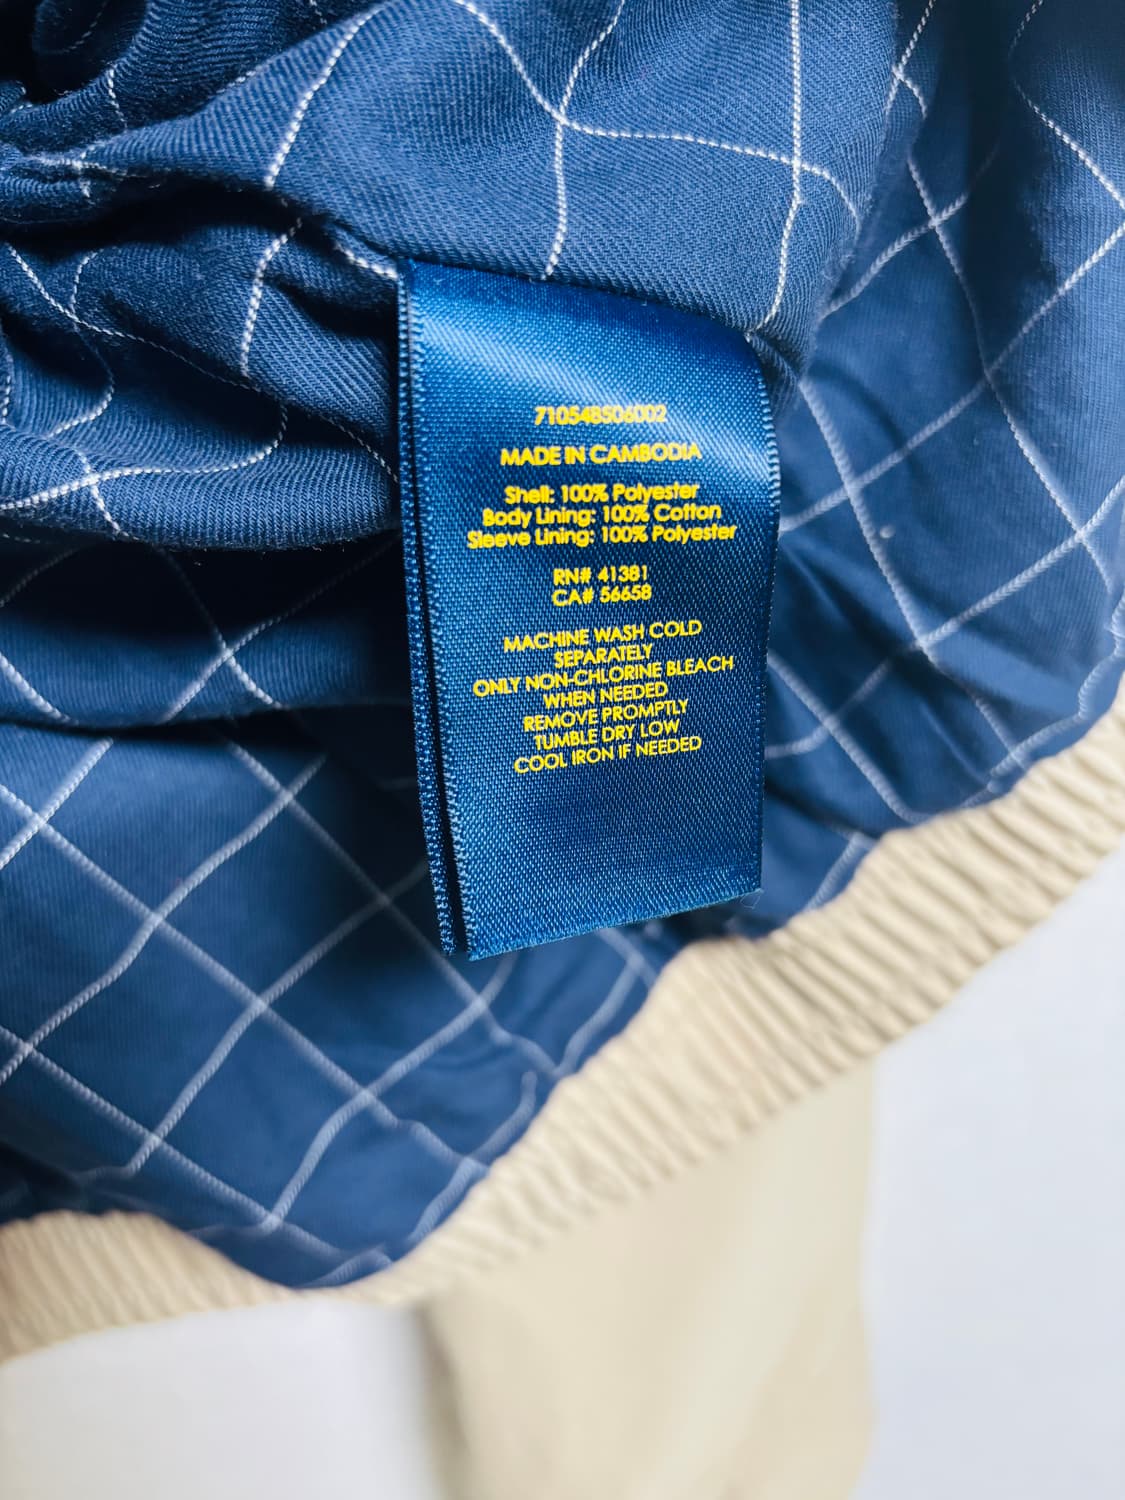 710548506002
MADE IN CAMBODIA
Shell: 100% Polyester
Body Lining: 100% Cotton
Sleeve Lining: 100% Polyester
RN# 41381
CA# 56658
MACHINE WASH COLD
SEPARATELY
ONLY NON-CHLORINE BLEACH
WHEN NEEDED
REMOVE PROMPTLY
TUMBLE DRY LOW
COOL IRON IF NEEDED